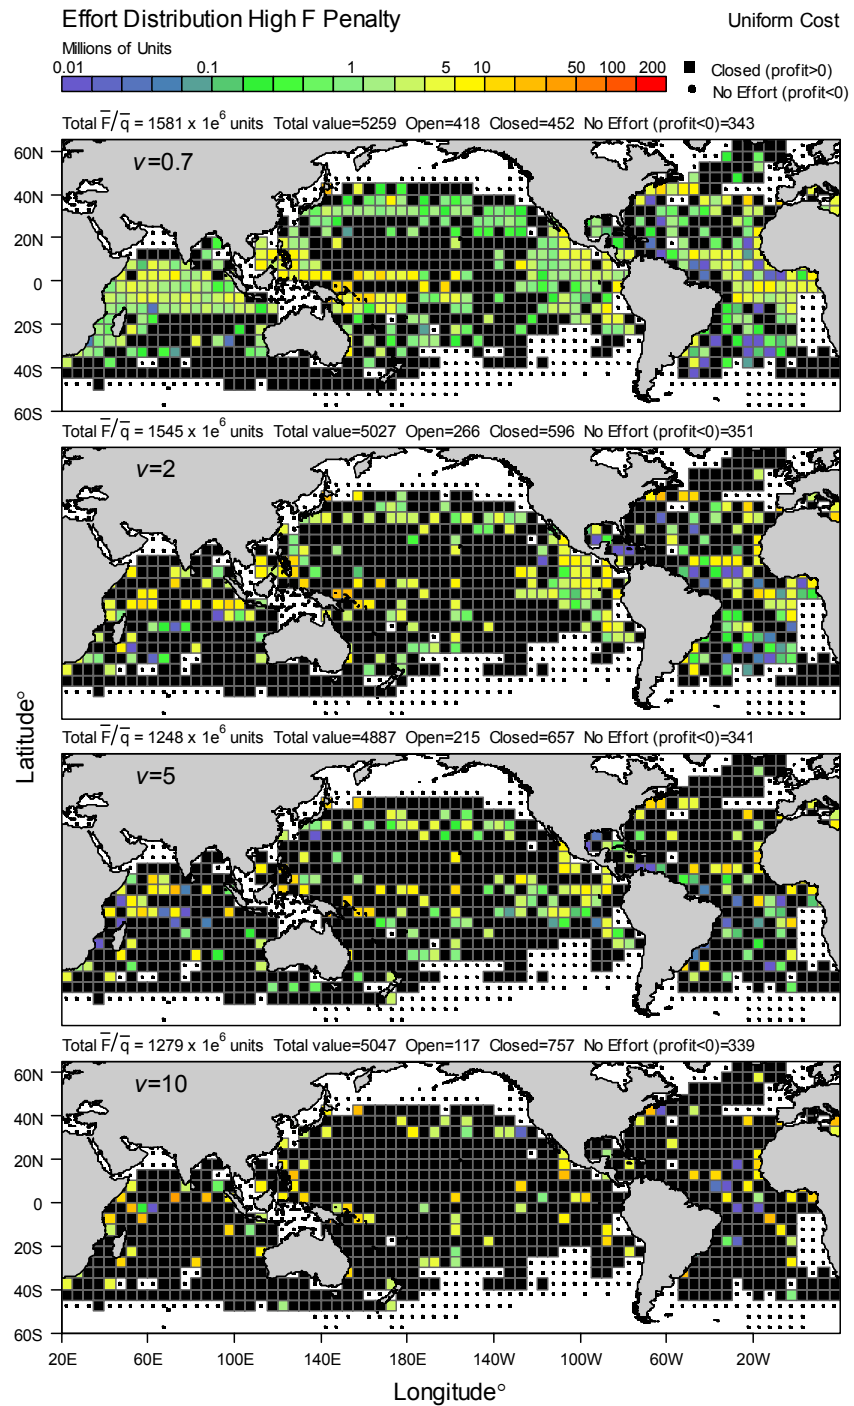 Effort Distribution High F Penalty
Uniform Cost
Millions of Units
0.01 0.1 1 5 10 50 100 200
Closed (profit>0)
No Effort (profit<0)
Total F̅/q̅ = 1581 x 1e⁶ units Total value=5259 Open=418 Closed=452 No Effort (profit<0)=343
v=0.7
60N
40N
20N
0
20S
40S
60S
Total F̅/q̅ = 1545 x 1e⁶ units Total value=5027 Open=266 Closed=596 No Effort (profit<0)=351
v=2
Latitude°
Total F̅/q̅ = 1248 x 1e⁶ units Total value=4887 Open=215 Closed=657 No Effort (profit<0)=341
v=5
Total F̅/q̅ = 1279 x 1e⁶ units Total value=5047 Open=117 Closed=757 No Effort (profit<0)=339
v=10
60N
40N
20N
0
20S
40S
60S
20E 60E 100E 140E 180E 140W 100W 60W 20W
Longitude°